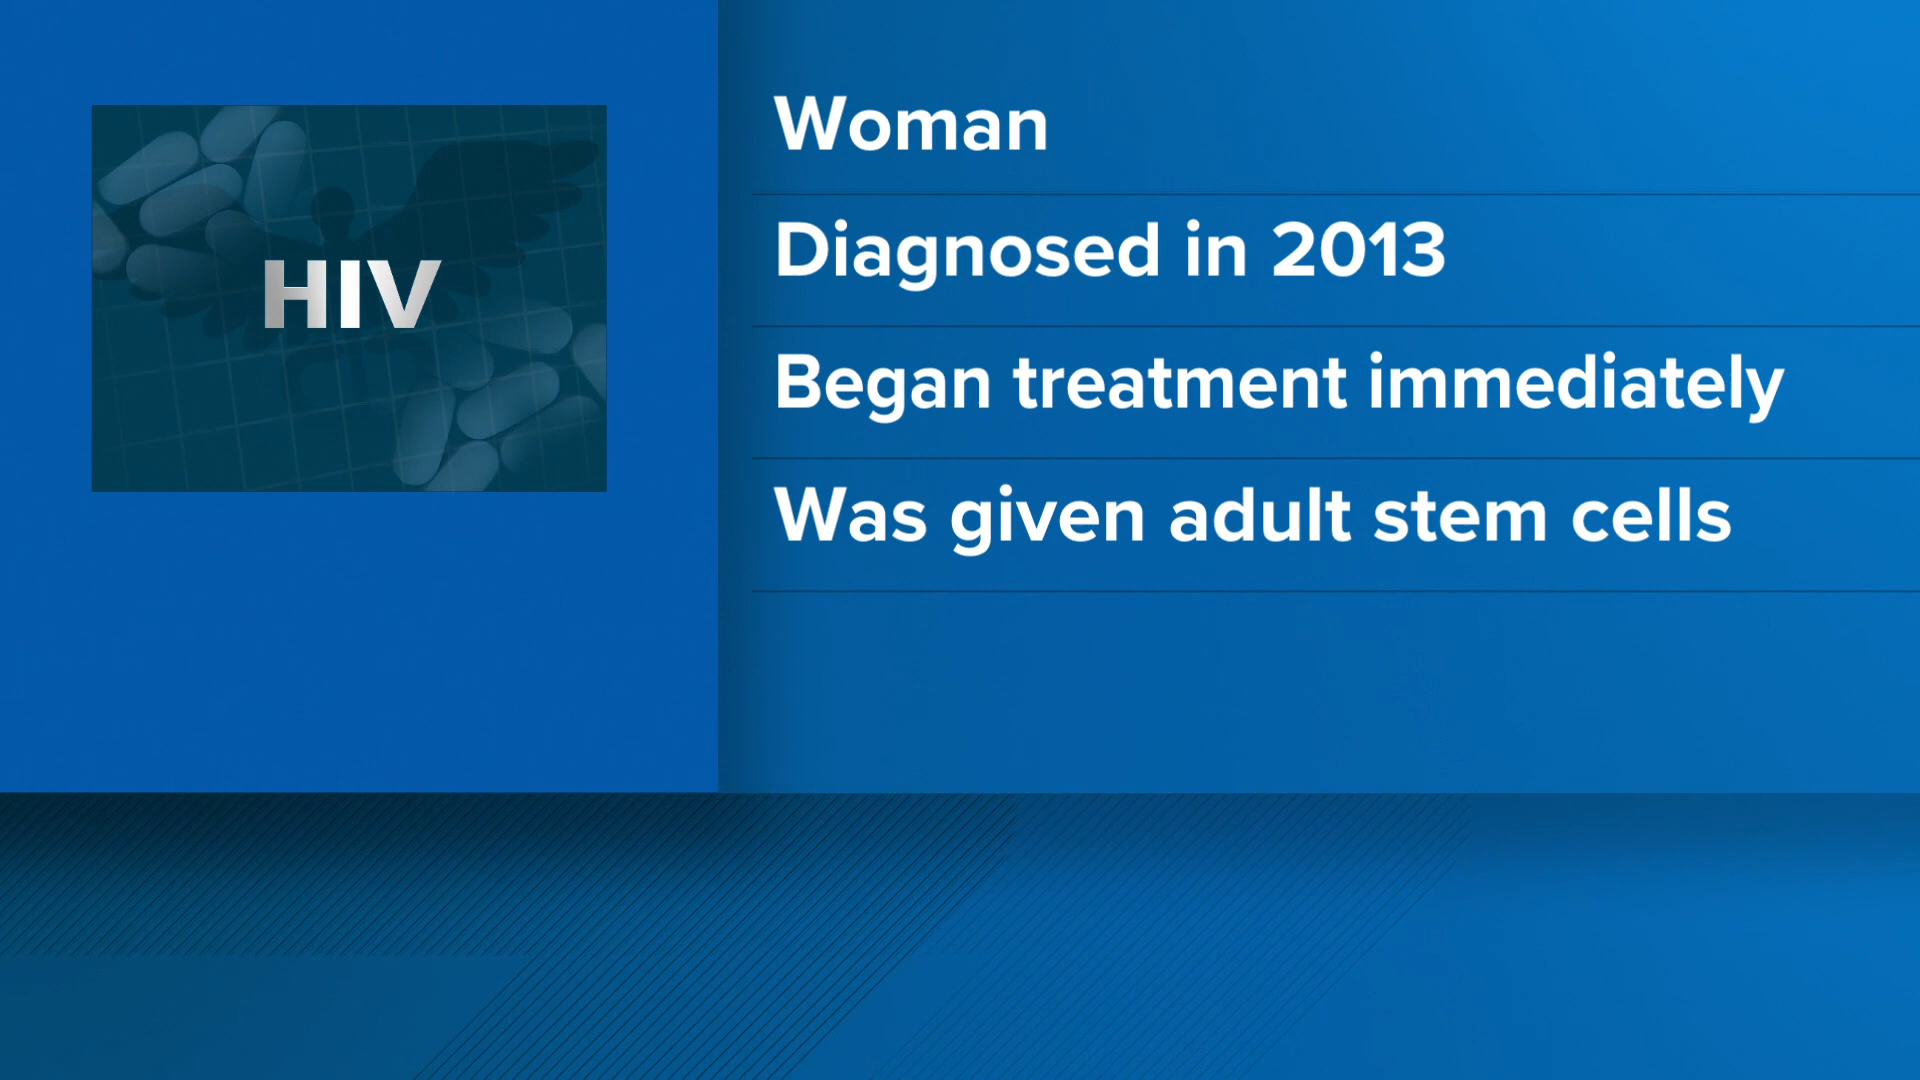 HIV
Woman
Diagnosed in 2013
Began treatment immediately
Was given adult stem cells